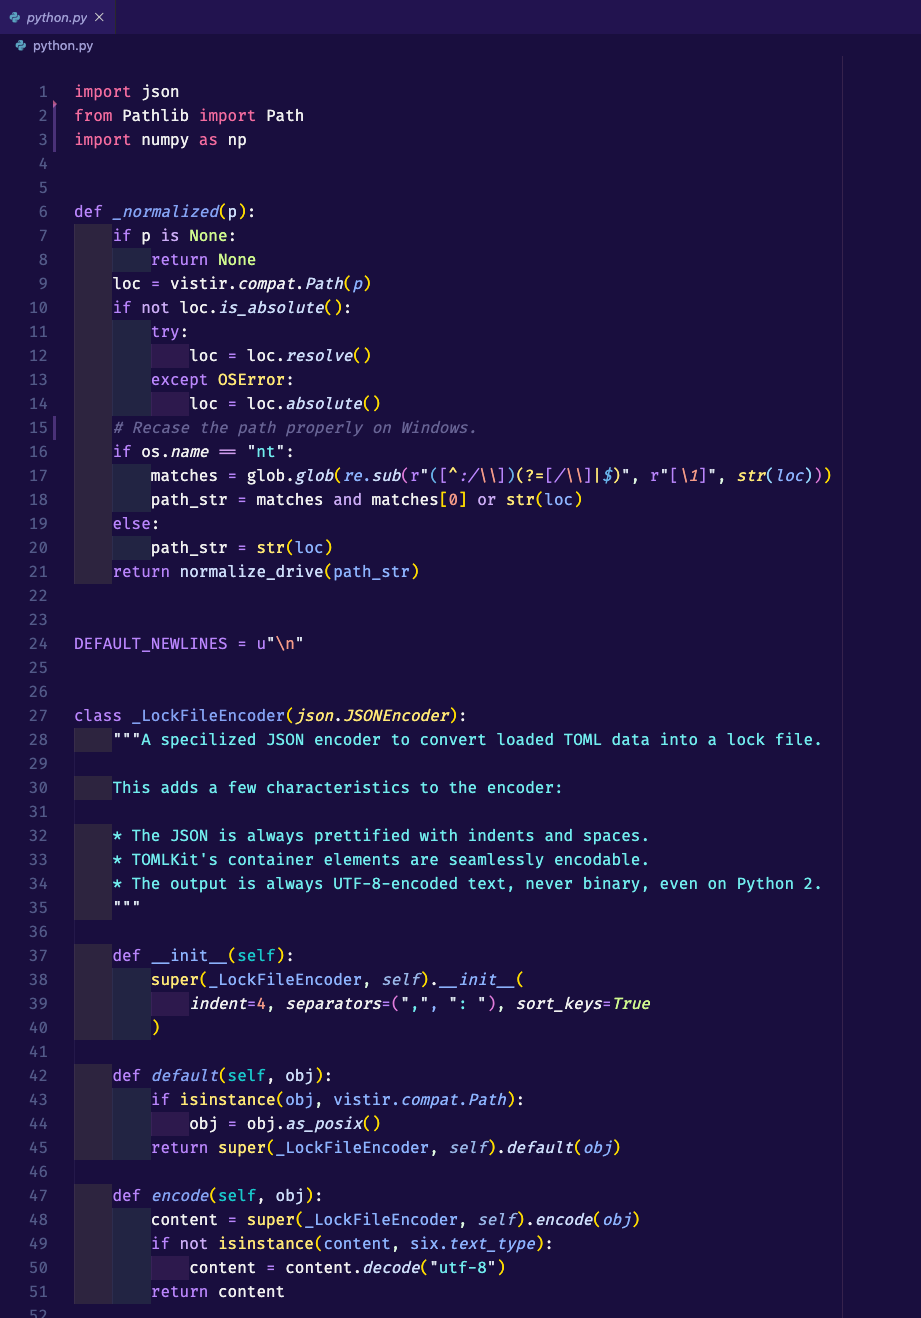 python.py ×
python.py
1 import json
2 from Pathlib import Path
3 import numpy as np
4
5
6 def _normalized(p):
7     if p is None:
8         return None
9     loc = vistir.compat.Path(p)
10     if not loc.is_absolute():
11         try:
12             loc = loc.resolve()
13         except OSError:
14             loc = loc.absolute()
15     # Recase the path properly on Windows.
16     if os.name == "nt":
17         matches = glob.glob(re.sub(r"([^:/\\])(?=[/\\]|$)", r"[\1]", str(loc)))
18         path_str = matches and matches[0] or str(loc)
19     else:
20         path_str = str(loc)
21     return normalize_drive(path_str)
22
23
24 DEFAULT_NEWLINES = u"\n"
25
26
27 class _LockFileEncoder(json.JSONEncoder):
28     """A specilized JSON encoder to convert loaded TOML data into a lock file.
29
30     This adds a few characteristics to the encoder:
31
32     * The JSON is always prettified with indents and spaces.
33     * TOMLKit's container elements are seamlessly encodable.
34     * The output is always UTF-8-encoded text, never binary, even on Python 2.
35     """
36
37     def __init__(self):
38         super(_LockFileEncoder, self).__init__(
39             indent=4, separators=(",", ": "), sort_keys=True
40         )
41
42     def default(self, obj):
43         if isinstance(obj, vistir.compat.Path):
44             obj = obj.as_posix()
45         return super(_LockFileEncoder, self).default(obj)
46
47     def encode(self, obj):
48         content = super(_LockFileEncoder, self).encode(obj)
49         if not isinstance(content, six.text_type):
50             content = content.decode("utf-8")
51         return content
52